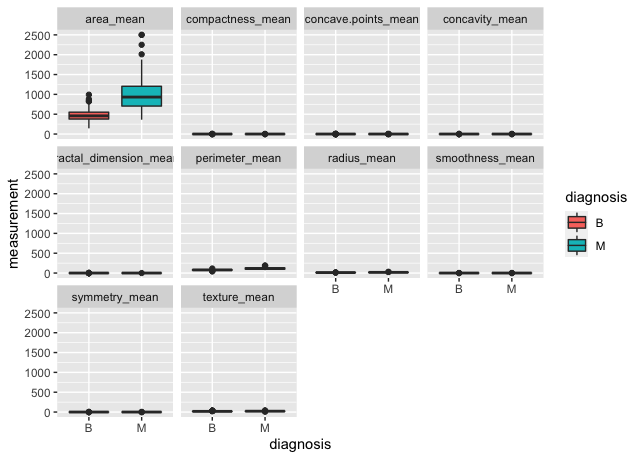 area_mean compactness_mean concave.points_mean concavity_mean
2500
2000
1500
1000
500
0
ractal_dimension_mea perimeter_mean radius_mean smoothness_mean
2500
2000
1500
1000
500
0
B M B M
symmetry_mean texture_mean
2500
2000
1500
1000
500
0
B M B M
measurement
diagnosis
diagnosis
B
M